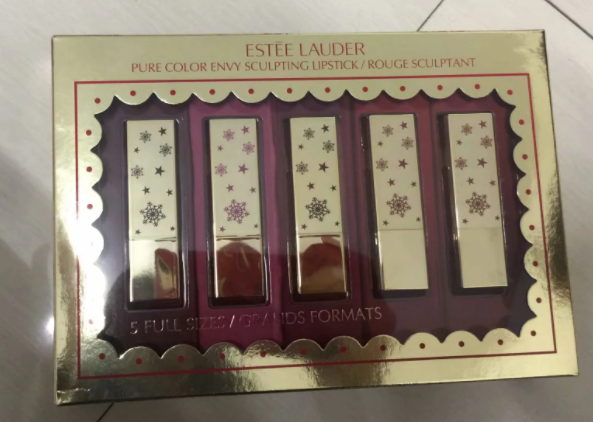 ESTĒE LAUDER
PURE COLOR ENVY SCULPTING LIPSTICK / ROUGE SCULPTANT
5 FULL SIZES / GRANDS FORMATS